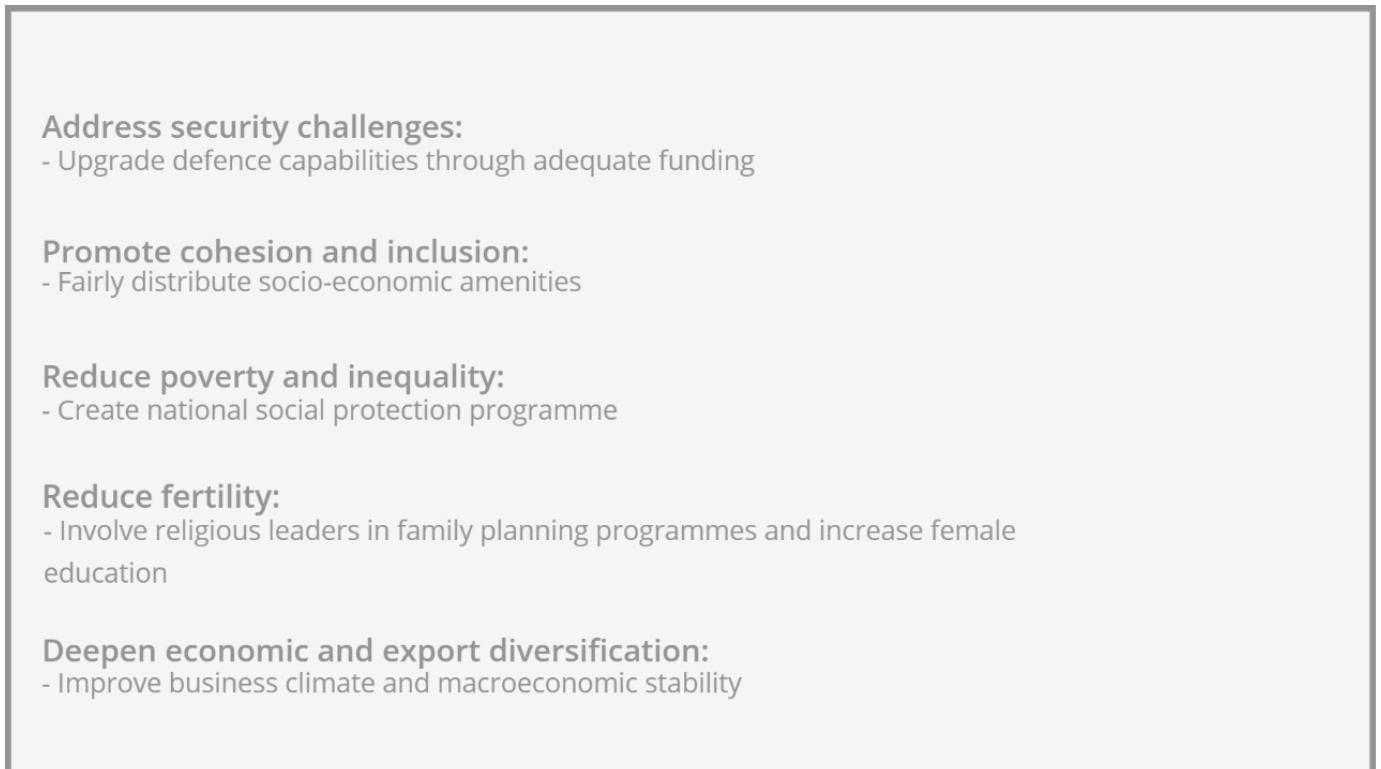 Address security challenges:
- Upgrade defence capabilities through adequate funding
Promote cohesion and inclusion:
- Fairly distribute socio-economic amenities
Reduce poverty and inequality:
- Create national social protection programme
Reduce fertility:
- Involve religious leaders in family planning programmes and increase female
education
Deepen economic and export diversification:
- Improve business climate and macroeconomic stability